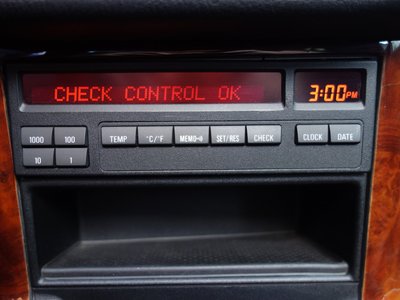 CHECK CONTROL OK
3:00PM
1000 100
TEMP °C/°F MEMO SET/RES CHECK CLOCK DATE
10 1